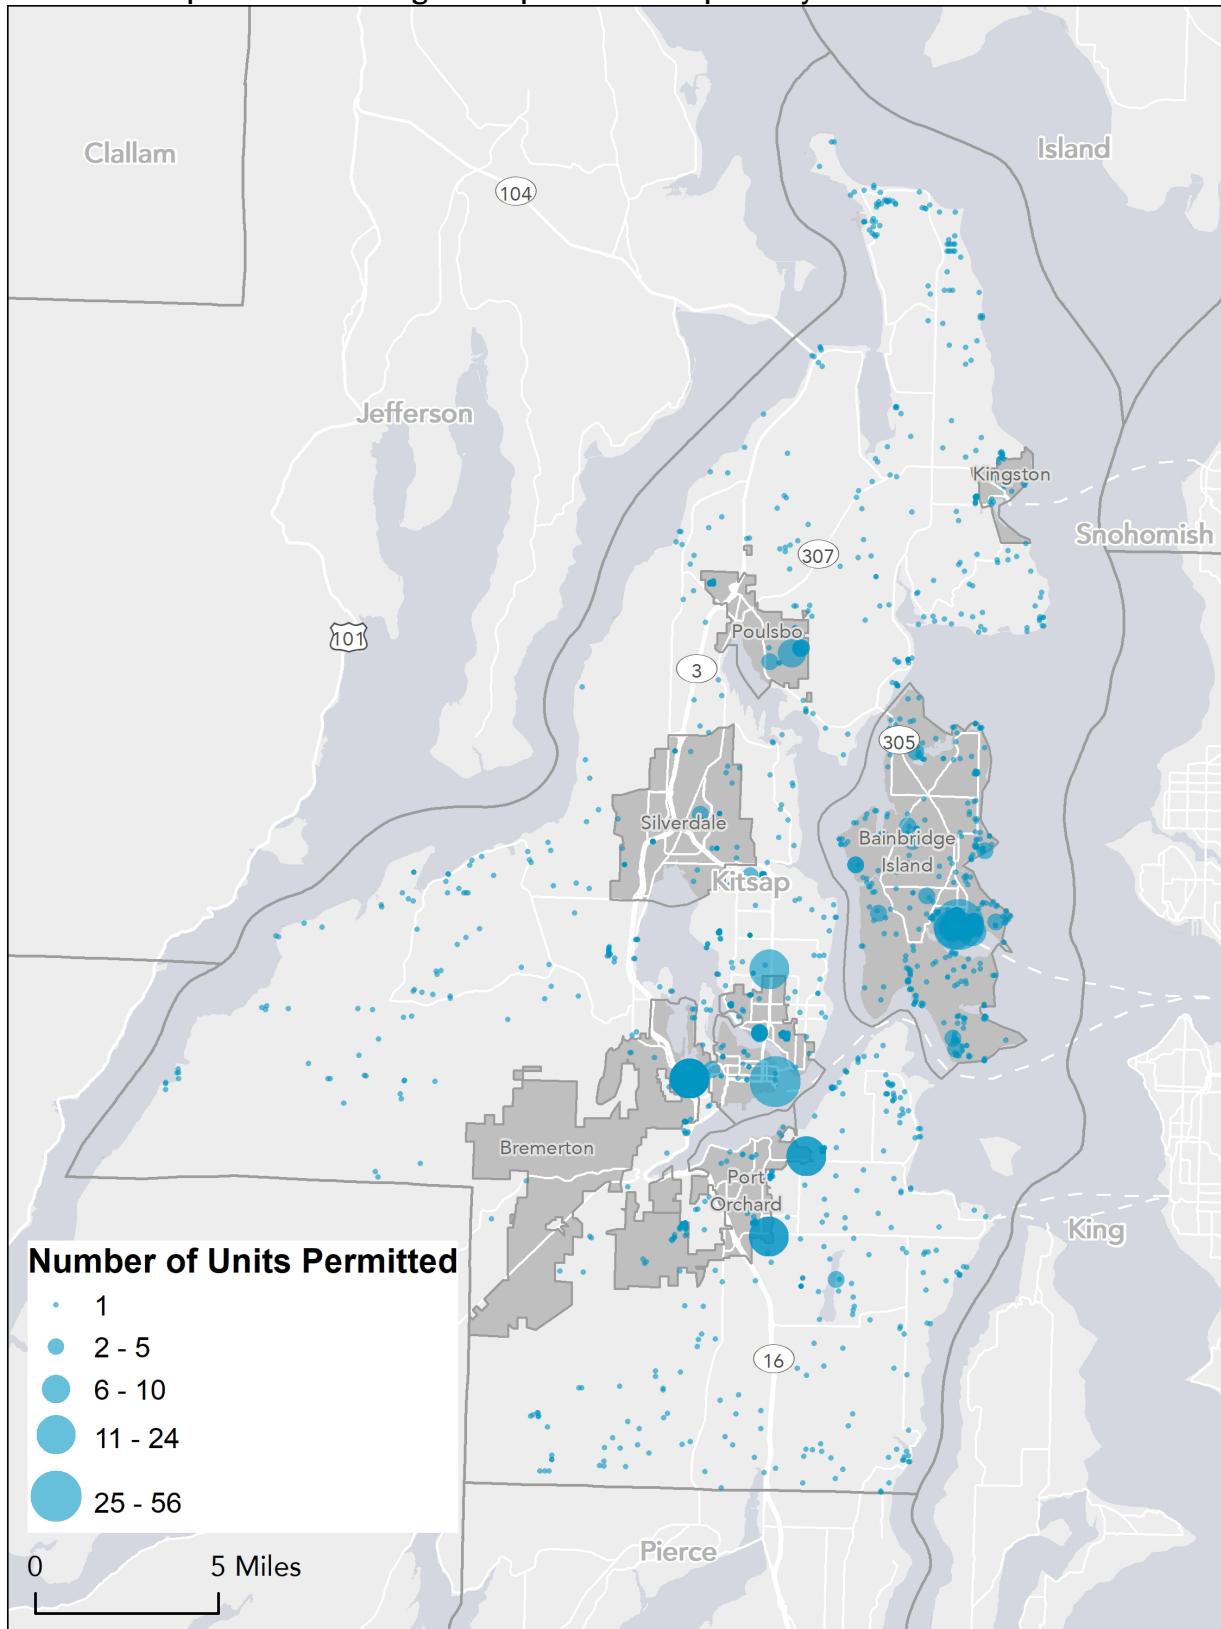 Clallam
Island
104
Jefferson
Kingston
Snohomish
307
101
Poulsbo
3
305
Silverdale
Bainbridge
Island
Kitsap
Bremerton
Port
Orchard
King
Number of Units Permitted
1
2 - 5
6 - 10
11 - 24
25 - 56
16
Pierce
0
5 Miles